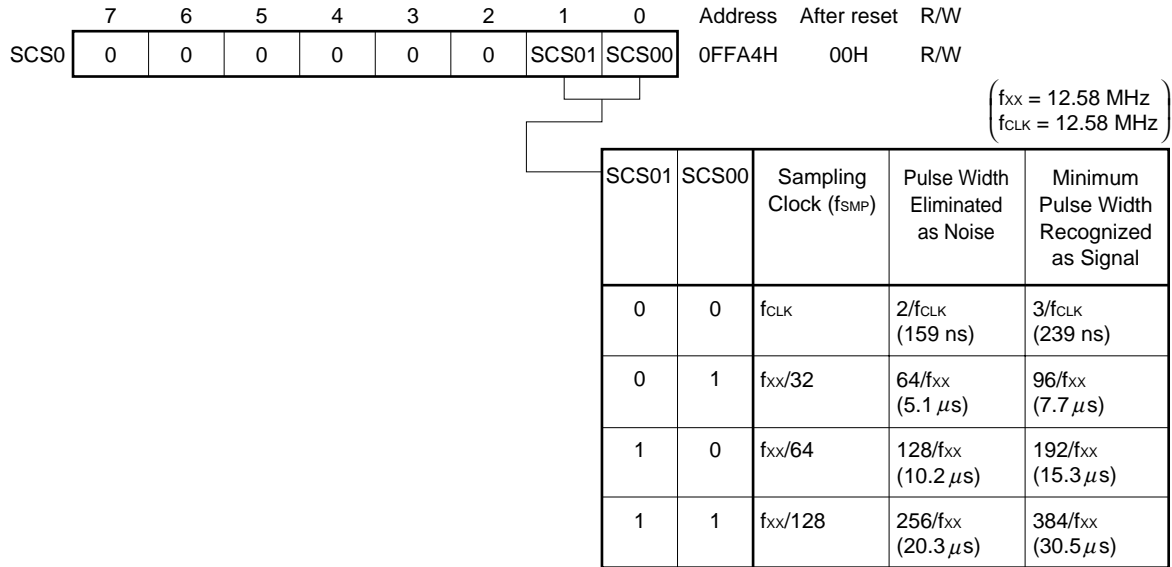 7 6 5 4 3 2 1 0 Address After reset R/W
SCS0 0 0 0 0 0 0 SCS01 SCS00 0FFA4H 00H R/W
fXX = 12.58 MHz
fCLK = 12.58 MHz
SCS01 SCS00 Sampling Clock (fSMP) Pulse Width Eliminated as Noise Minimum Pulse Width Recognized as Signal
0 0 fCLK 2/fCLK (159 ns) 3/fCLK (239 ns)
0 1 fXX/32 64/fXX (5.1 μs) 96/fXX (7.7 μs)
1 0 fXX/64 128/fXX (10.2 μs) 192/fXX (15.3 μs)
1 1 fXX/128 256/fXX (20.3 μs) 384/fXX (30.5 μs)